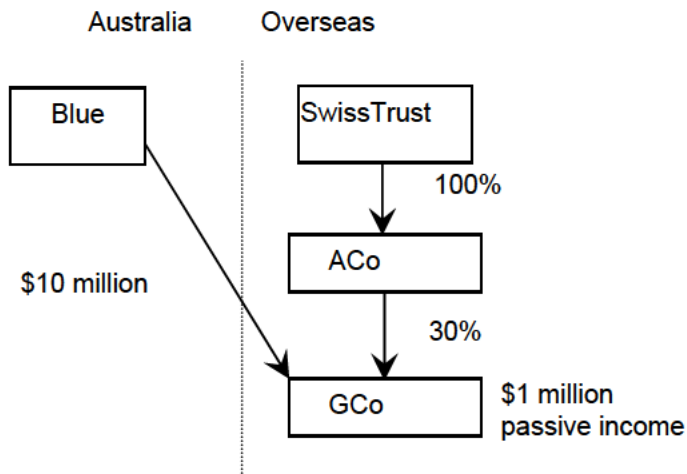 Australia
Overseas
Blue
SwissTrust
100%
ACo
$10 million
30%
GCo
$1 million
passive income